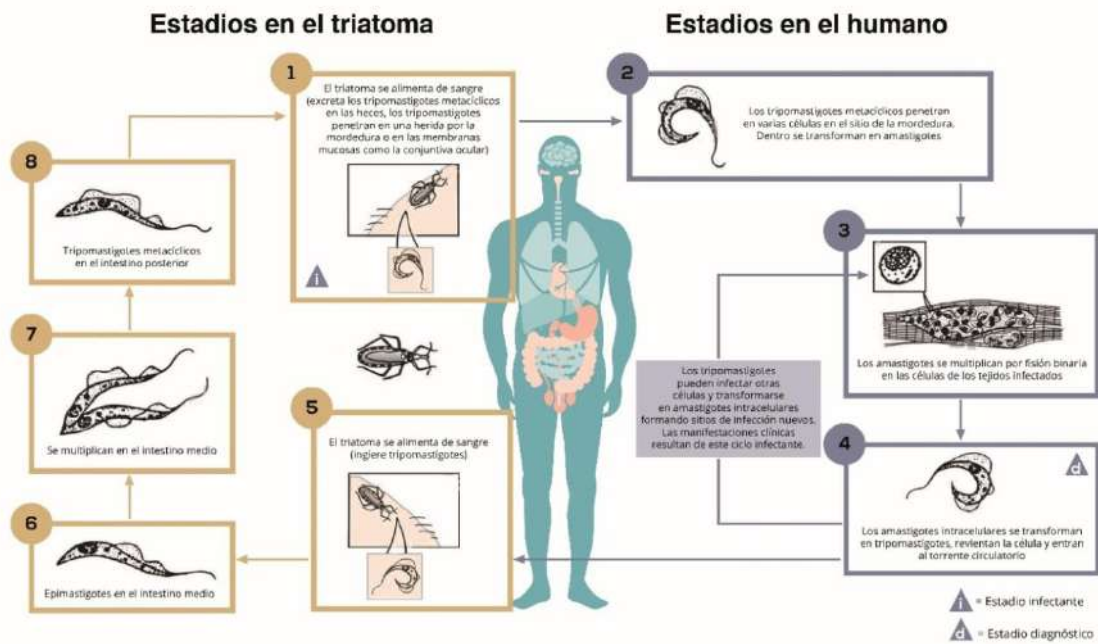 Estadios en el triatoma
Estadios en el humano
1
El triatoma se alimenta de sangre
(excreta los tripomastigotes metacíclicos
en las heces, los tripomastigotes
penetran en una herida por la
mordedura o en las membranas
mucosas como la conjuntiva ocular)
i
2
Los tripomastigotes metacíclicos penetran
en varias células en el sitio de la mordedura.
Dentro se transforman en amastigotes
3
Los amastigotes se multiplican por fisión binaria
en las células de los tejidos infectados
Los tripomastigotes
pueden infectar otras
células y transformarse
en amastigotes intracelulares
formando sitios de infección nuevos.
Las manifestaciones clínicas
resultan de este ciclo infectante.
4
d
Los amastigotes intracelulares se transforman
en tripomastigotes, revientan la célula y entran
al torrente circulatorio
5
El triatoma se alimenta de sangre
(ingiere tripomastigotes)
6
Epimastigotes en el intestino medio
7
Se multiplican en el intestino medio
8
Tripomastigotes metacíclicos
en el intestino posterior
i = Estadio infectante
d = Estadio diagnóstico